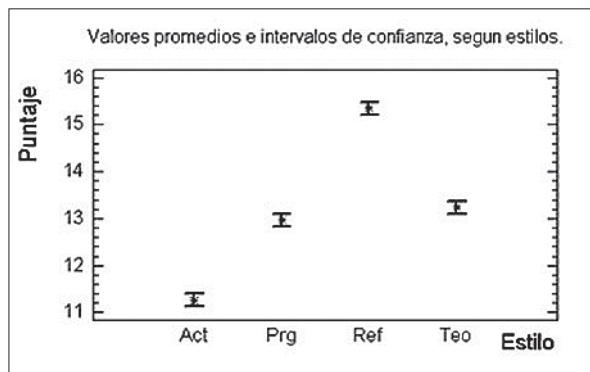 Valores promedios e intervalos de confianza, segun estilos.
Puntaje
16
15
14
13
12
11
Act Prg Ref Teo
Estilo